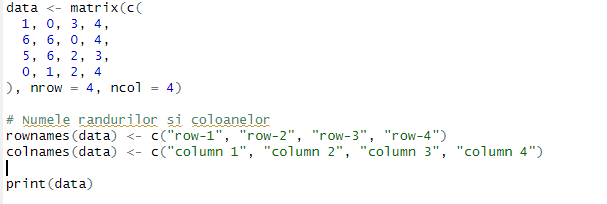 data <- matrix(c(
  1, 0, 3, 4,
  6, 6, 0, 4,
  5, 6, 2, 3,
  0, 1, 2, 4
), nrow = 4, ncol = 4)
# Numele randurilor si coloanelor
rownames(data) <- c("row-1", "row-2", "row-3", "row-4")
colnames(data) <- c("column 1", "column 2", "column 3", "column 4")
print(data)